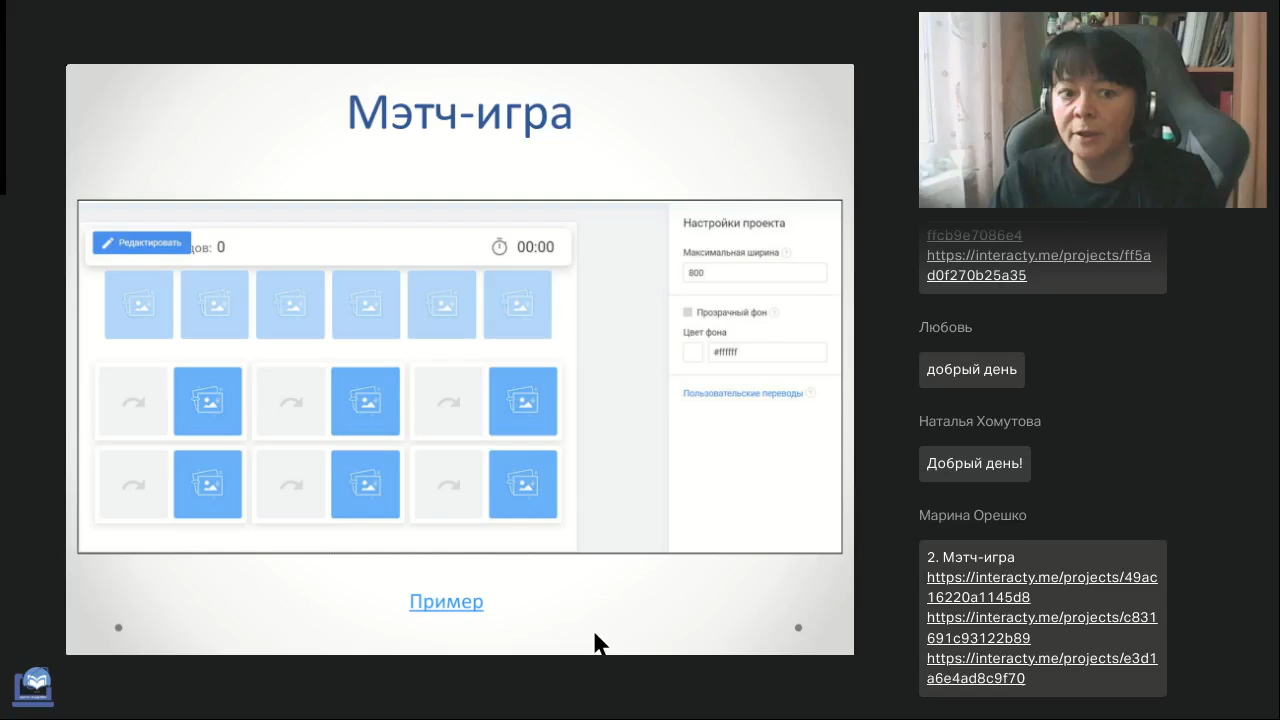 Мэтч-игра
Редактировать
дов: 0
00:00
Настройки проекта
Максимальная ширина
800
Прозрачный фон
Цвет фона
#ffffff
Пользовательские переводы
Пример
ffcb9e7086e4
https://interacty.me/projects/ff5a
d0f270b25a35
Любовь
добрый день
Наталья Хомутова
Добрый день!
Марина Орешко
2. Мэтч-игра
https://interacty.me/projects/49ac
16220a1145d8
https://interacty.me/projects/c831
691c93122b89
https://interacty.me/projects/e3d1
a6e4ad8c9f70